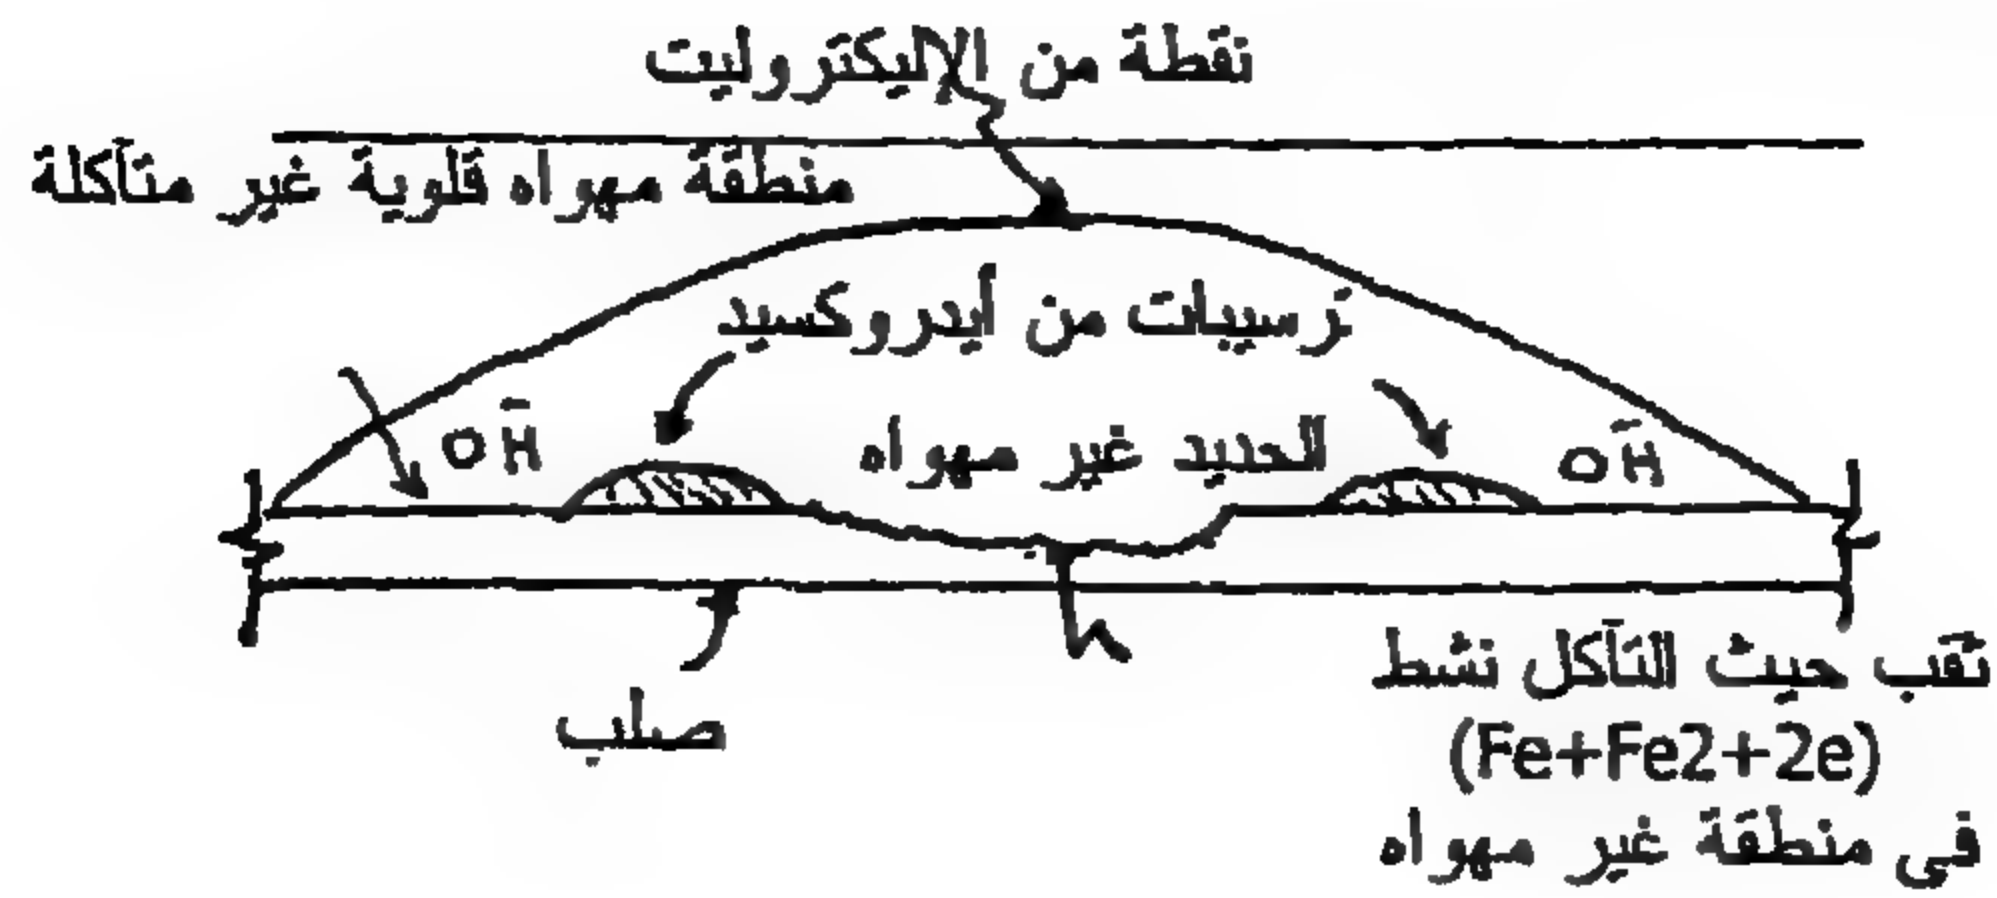 نقطة من الإليكتروليت
منطقة مهواه قلوية غير متآكلة
ترسيبات من أيدروكسيد
الحديد غير مهواه
OH̄
OH̄
صلب
ثقب حيث التآكل نشط
(Fe+Fe2+2e)
فى منطقة غير مهواه